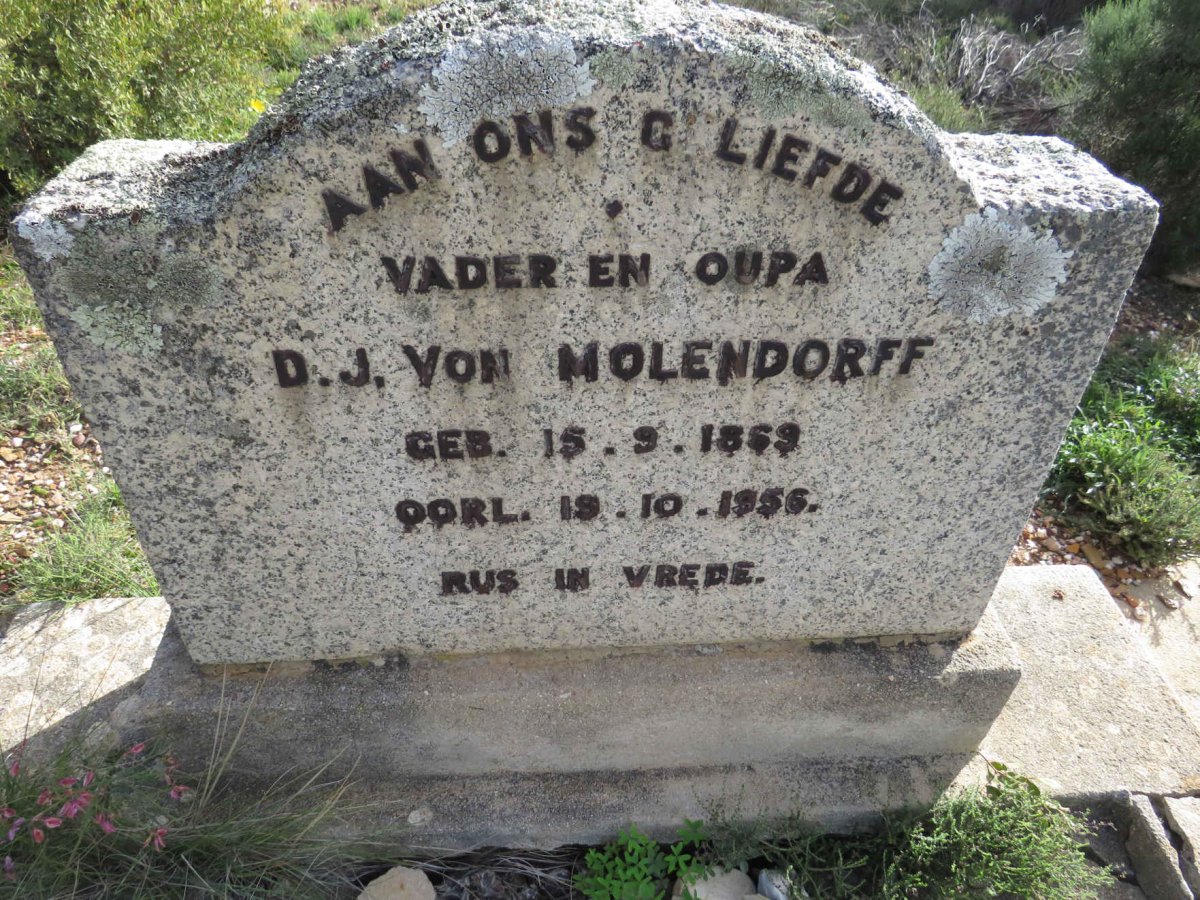 AAN ONS G LIEFDE
VADER EN OUPA
D.J. VON MOLENDORFF
GEB. 15.9.1869
OORL. 19.10.1956.
RUS IN VREDE.